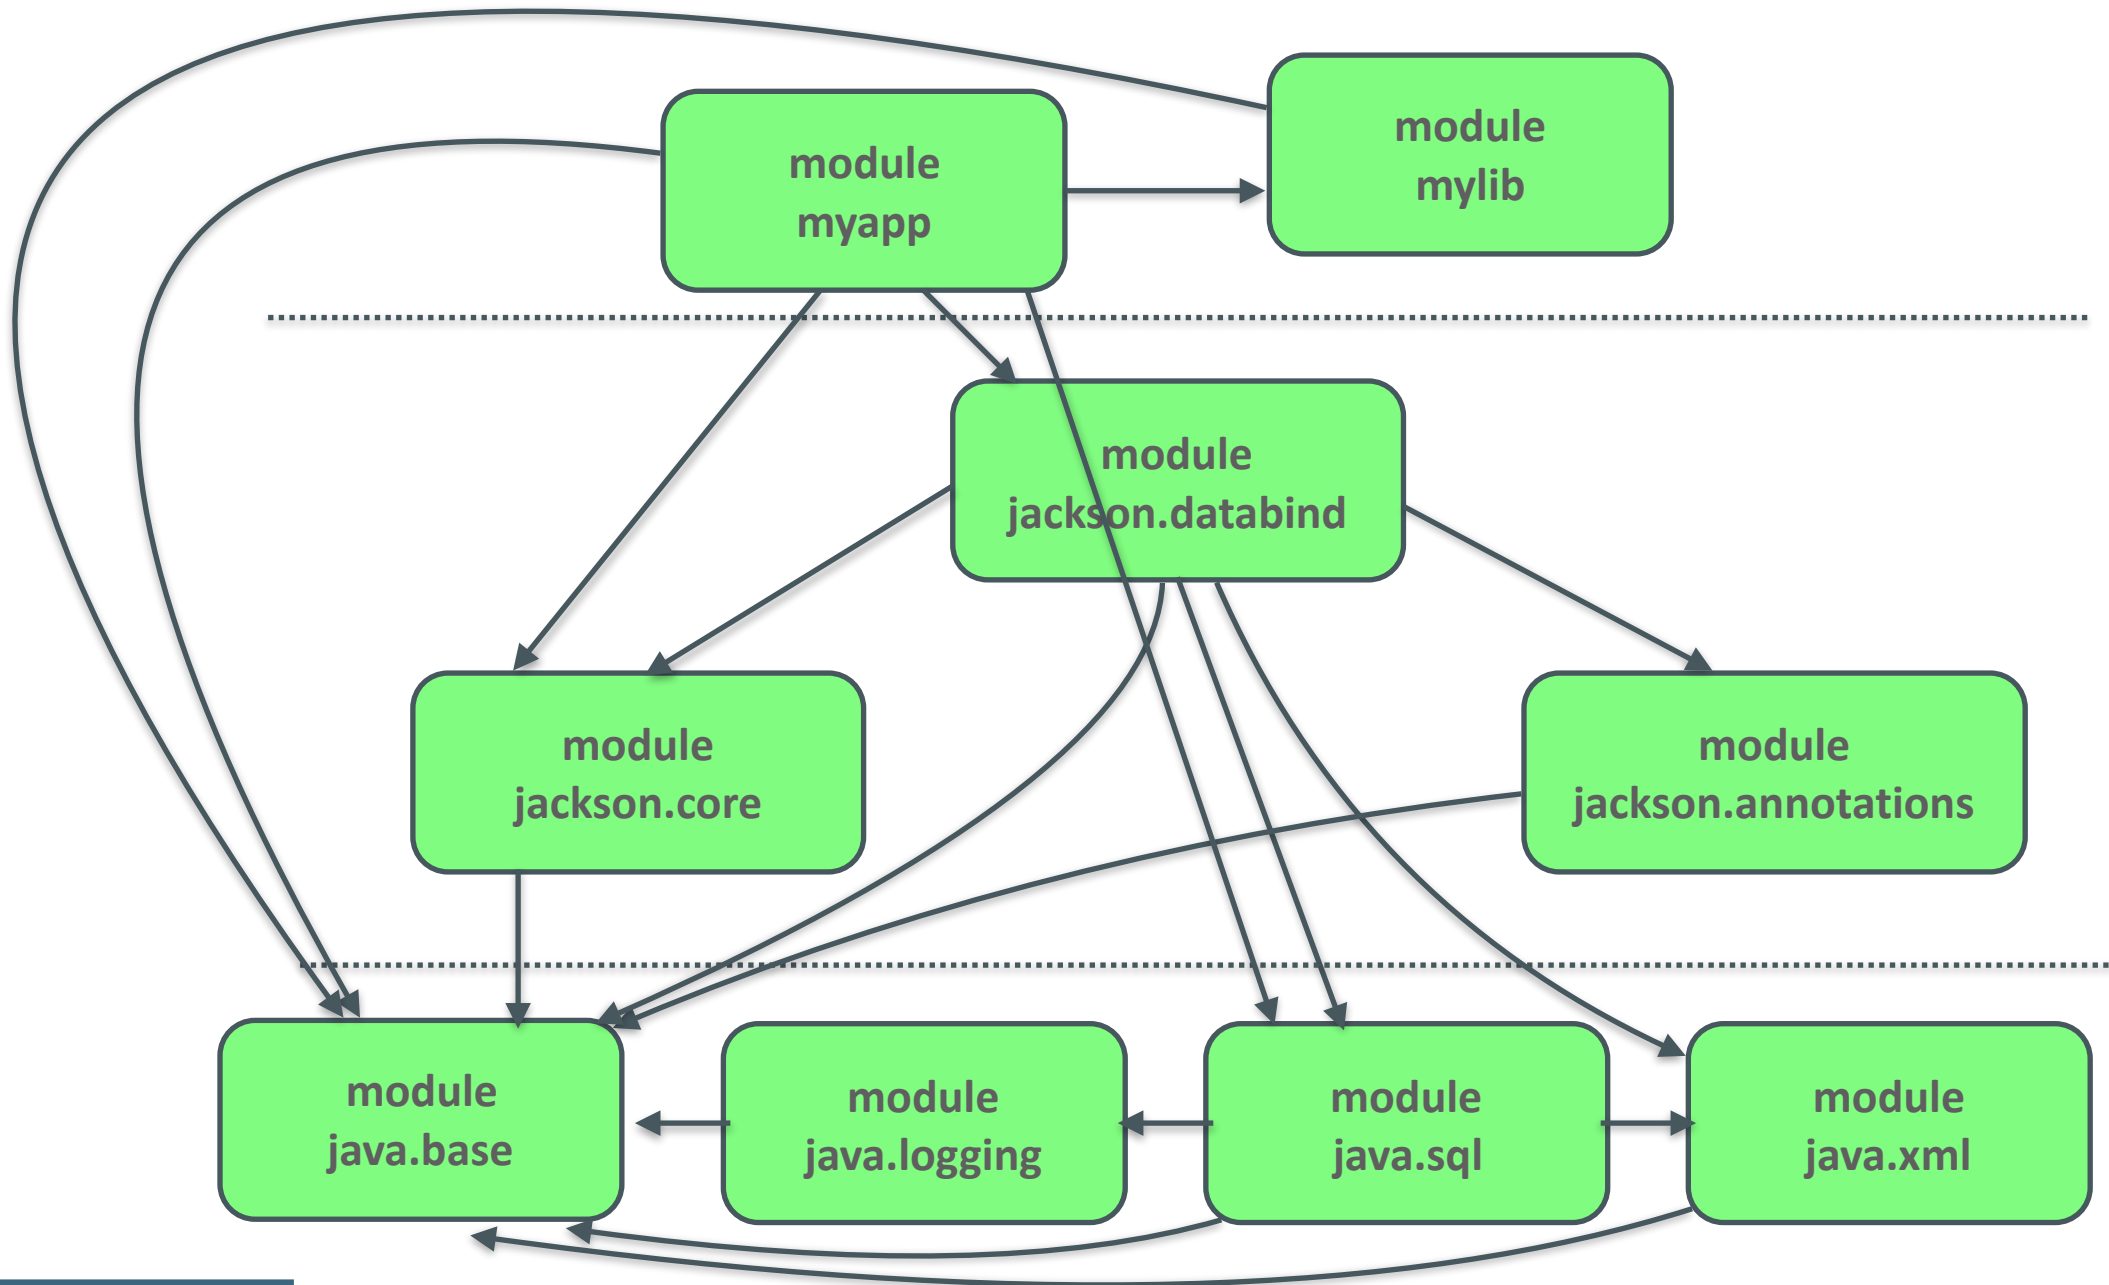 module
myapp
module
mylib
module
jackson.databind
module
jackson.core
module
jackson.annotations
module
java.base
module
java.logging
module
java.sql
module
java.xml